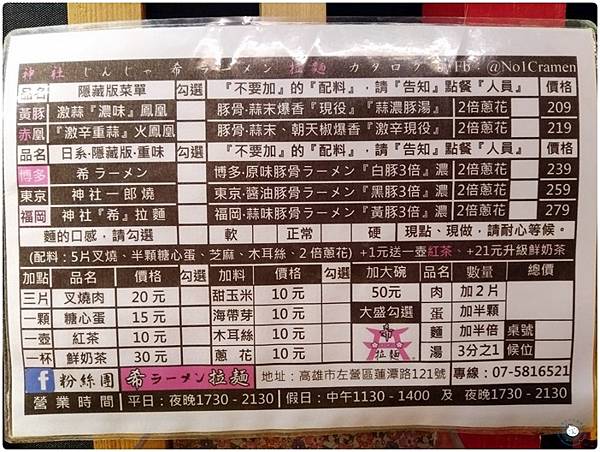 神社 じんじゃ 希ラーメン 拉麵 カタログ Fb：@No1Cramen
品名 隱藏版菜單 勾選 『不要加』的『配料』，請『告知』點餐『人員』 價格
黃豚 激蒜『濃味』鳳凰 豚骨‧蒜末爆香『現役』『蒜濃豚湯』 2倍蔥花 209
赤凰 『激辛重蒜』火鳳凰 豚骨‧蒜末、朝天椒爆香『激辛現役』 2倍蔥花 219
品名 日系‧隱藏版‧重味 勾選 『不要加』的『配料』，請『告知』點餐『人員』 價格
博多 希ラーメン 博多‧原味豚骨ラーメン『白豚3倍』濃 2倍蔥花 239
東京 神社一郎燒 東京‧醬油豚骨ラーメン『黑豚3倍』濃 2倍蔥花 259
福岡 神社『希』拉麵 福岡‧蒜味豚骨ラーメン『黃豚3倍』濃 2倍蔥花 279
麵的口感，請勾選 軟 正常 硬 現點、現做，請耐心等候。
(配料：5片叉燒、半顆糖心蛋、芝麻、木耳絲、2倍蔥花) +1元送一壺紅茶、+21元升級鮮奶茶
加點 品名 價格 勾選 加料 價格 勾選 加大碗 品名 數量 總價
三片 叉燒肉 20元 甜玉米 10元 50元 肉 加2片
一顆 糖心蛋 15元 海帶芽 10元 大盛勾選 蛋 加半顆
一壺 紅茶 10元 木耳絲 10元 希 麵 加半倍 桌號
一杯 鮮奶茶 30元 蔥花 10元 拉麵 湯 3分之1 候位
f 粉絲團 希ラーメン拉麵 地址：高雄市左營區蓮潭路121號 專線：07-5816521
營業時間 平日：夜晚1730 - 2130 假日：中午1130 - 1400 及 夜晚1730 - 2130